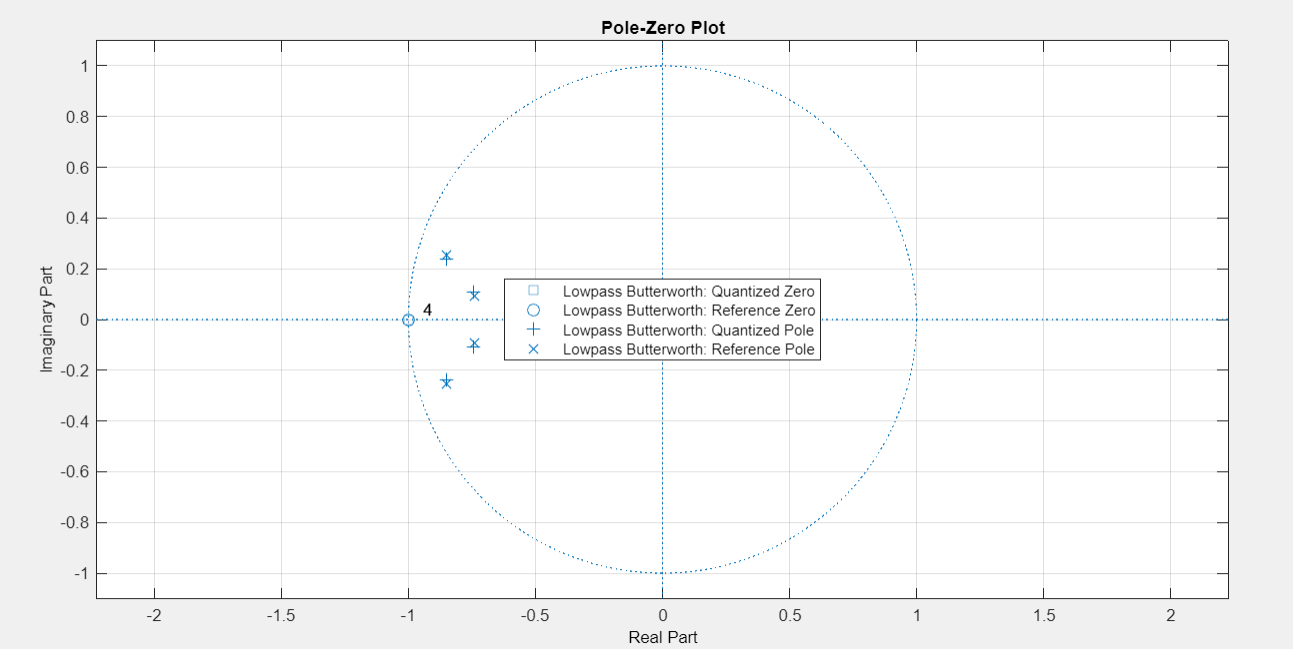 Pole-Zero Plot
1
0.8
0.6
0.4
0.2
0
-0.2
-0.4
-0.6
-0.8
-1
Imaginary Part
4
Lowpass Butterworth: Quantized Zero
Lowpass Butterworth: Reference Zero
Lowpass Butterworth: Quantized Pole
Lowpass Butterworth: Reference Pole
-2 -1.5 -1 -0.5 0 0.5 1 1.5 2
Real Part